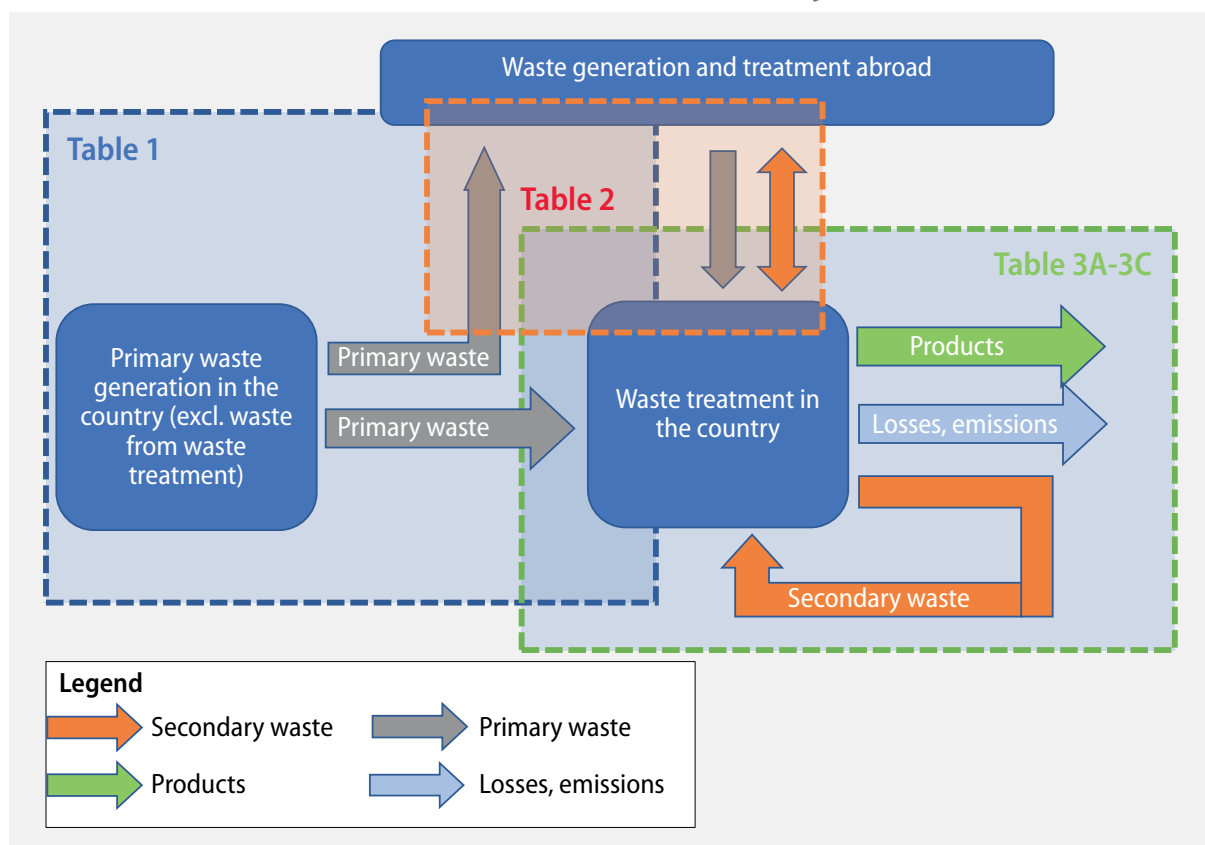 Waste generation and treatment abroad
Table 1
Table 2
Table 3A-3C
Primary waste
generation in the
country (excl. waste
from waste
treatment)
Primary waste
Primary waste
Waste treatment in
the country
Products
Losses, emissions
Secondary waste
Legend
Secondary waste
Primary waste
Products
Losses, emissions